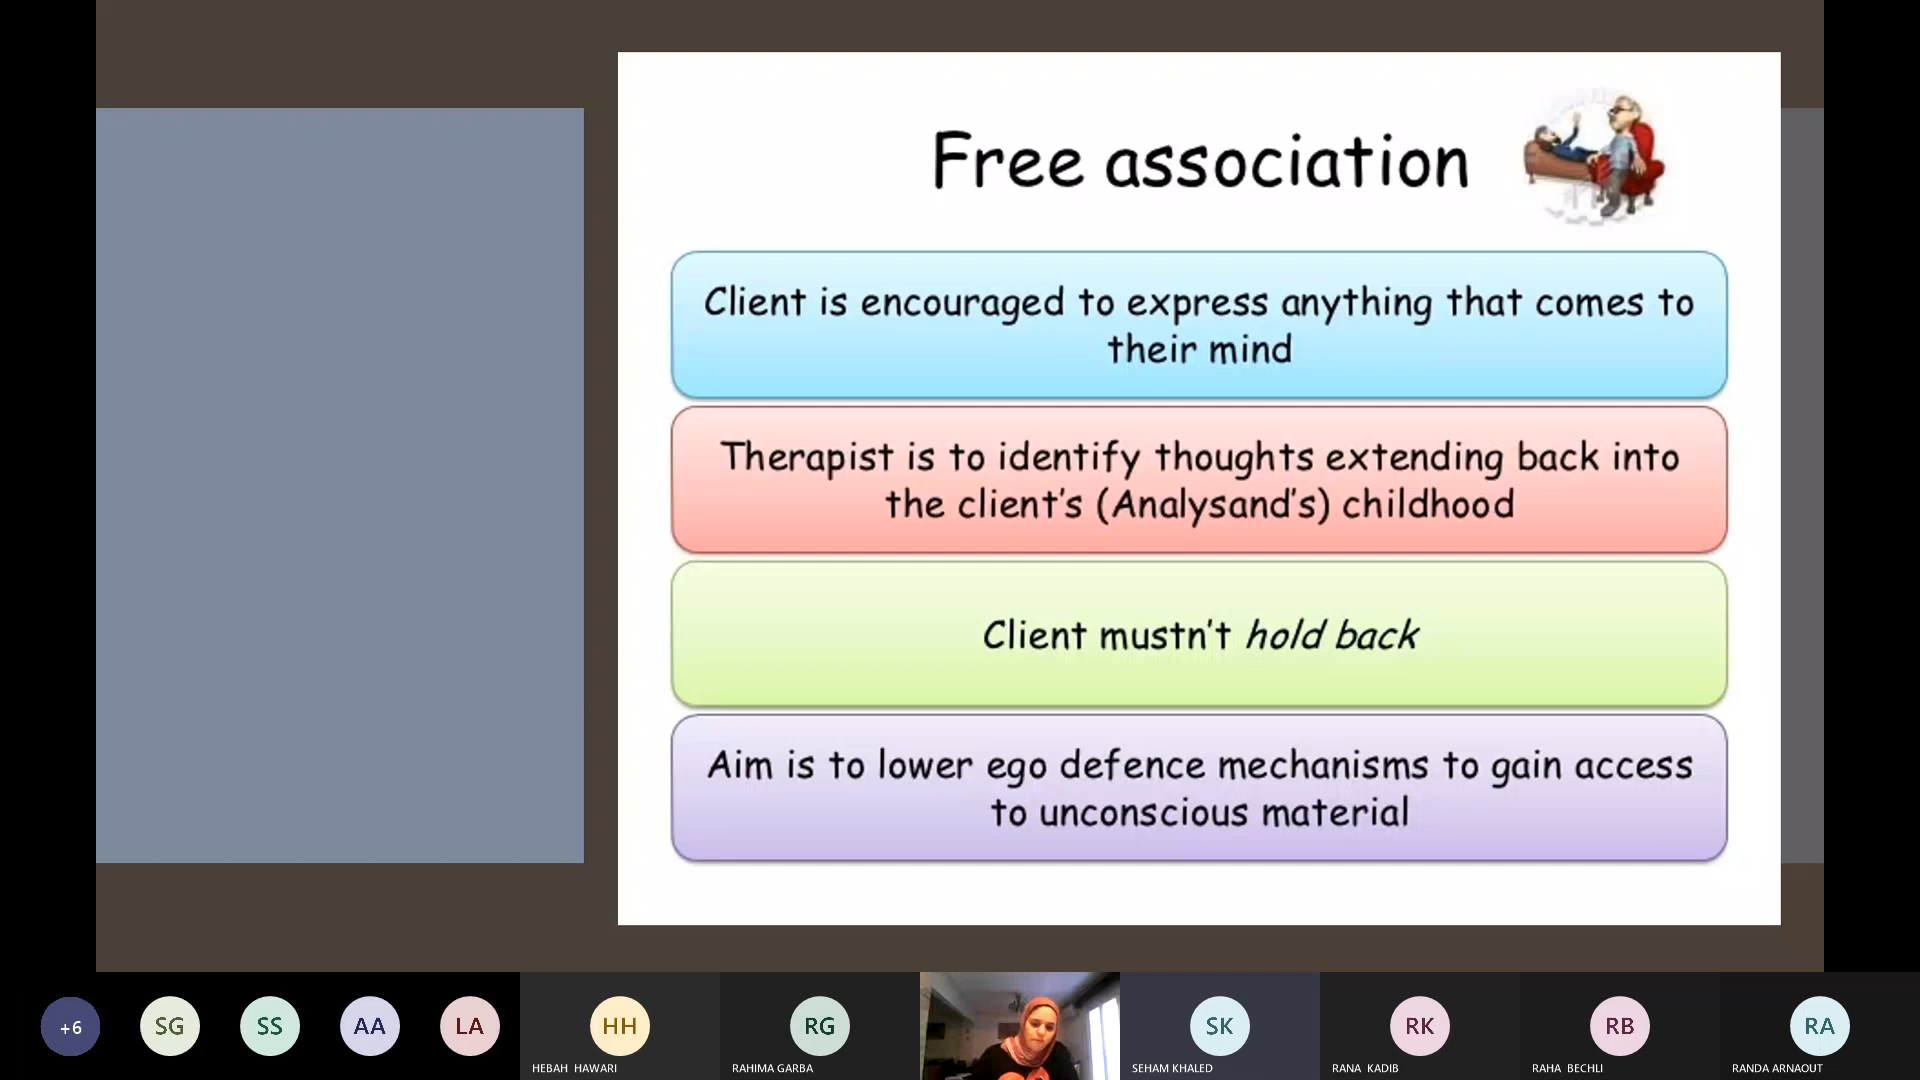 Free association
Client is encouraged to express anything that comes to
their mind
Therapist is to identify thoughts extending back into
the client's (Analysand's) childhood
Client mustn't hold back
Aim is to lower ego defence mechanisms to gain access
to unconscious material
+6
SG
SS
AA
LA
HH
HEBAH HAWARI
RG
RAHIMA GARBA
SK
SEHAM KHALED
RK
RANA KADIB
RB
RAHA BECHLI
RA
RANDA ARNAOUT